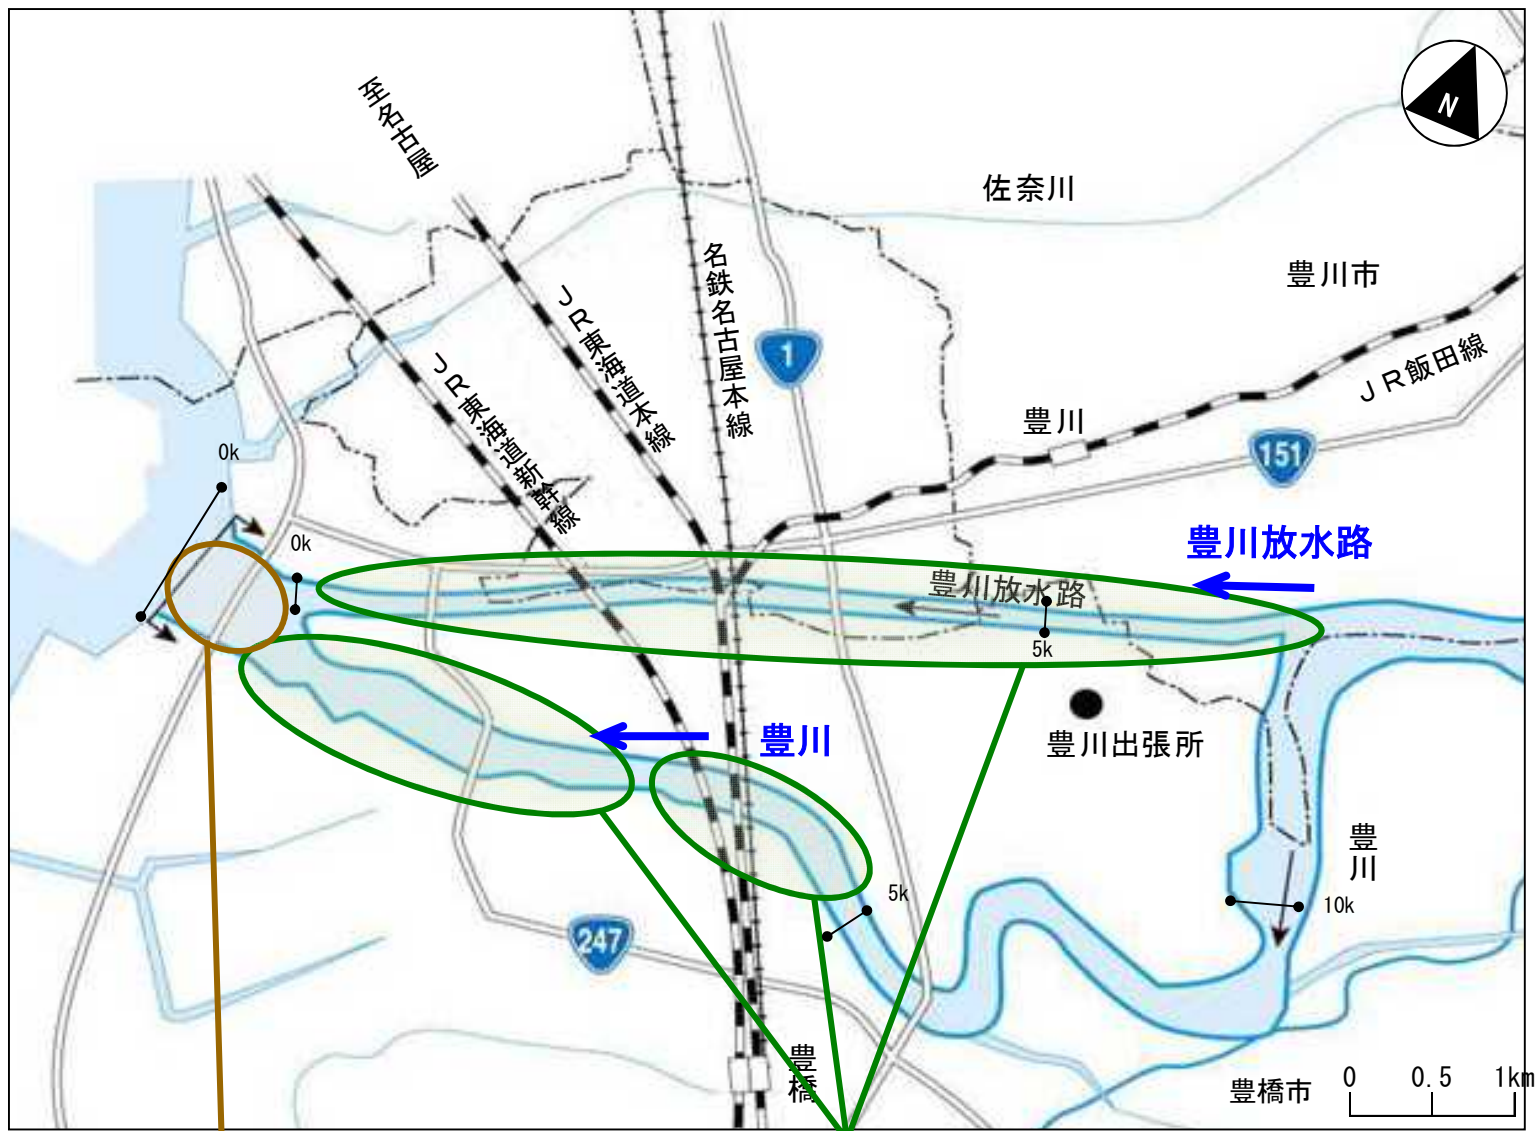 N
至名古屋
佐奈川
豊川市
名鉄名古屋本線
JR東海道本線
JR東海道新幹線
1
JR飯田線
豊川
151
0k
0k
豊川放水路
豊川放水路
5k
豊川
豊川出張所
豊川
5k
10k
247
豊橋
豊橋市
0 0.5 1km